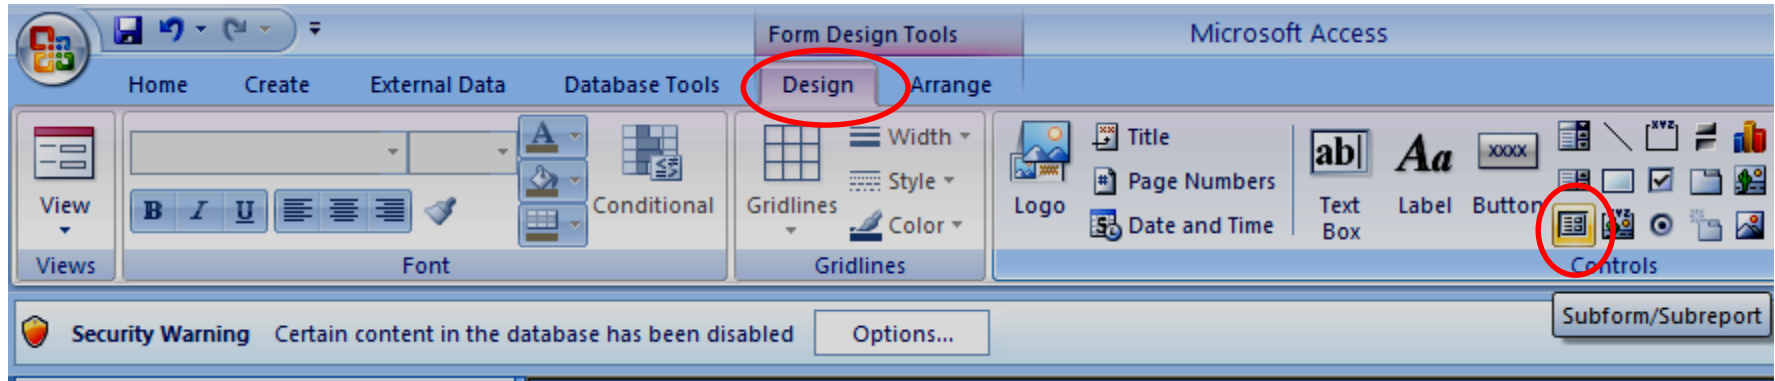 Form Design Tools
Microsoft Access
Home
Create
External Data
Database Tools
Design
Arrange
View
B I U
A
Conditional
Gridlines
Width
Style
Color
Logo
Title
Page Numbers
Date and Time
ab|
Text
Box
Aa
Label
XXXX
Button
XYZ
Views
Font
Gridlines
Controls
Security Warning Certain content in the database has been disabled
Options...
Subform/Subreport